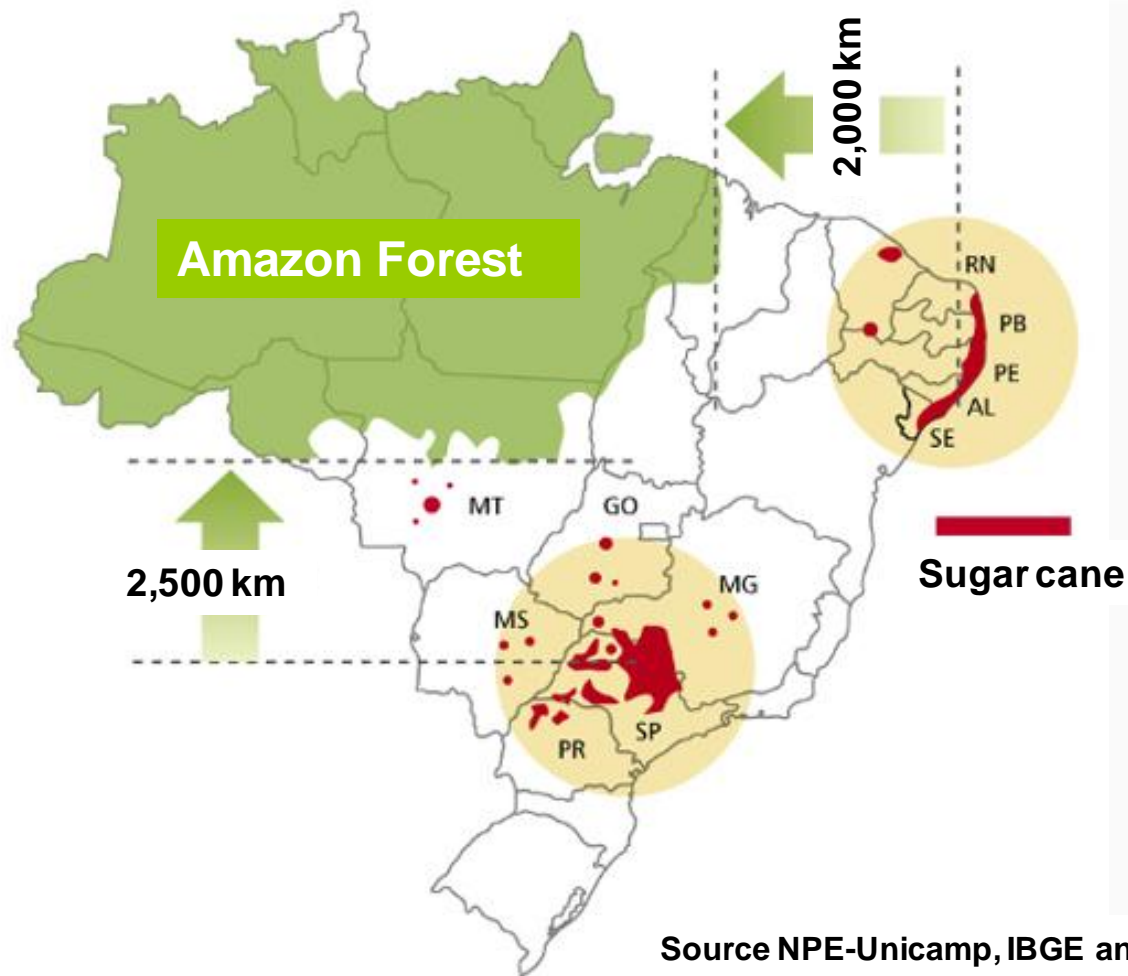 2,000 km
Amazon Forest
RN
PB
PE
AL
SE
MT
GO
2,500 km
MG
Sugar cane
MS
SP
PR
Source NPE-Unicamp, IBGE an